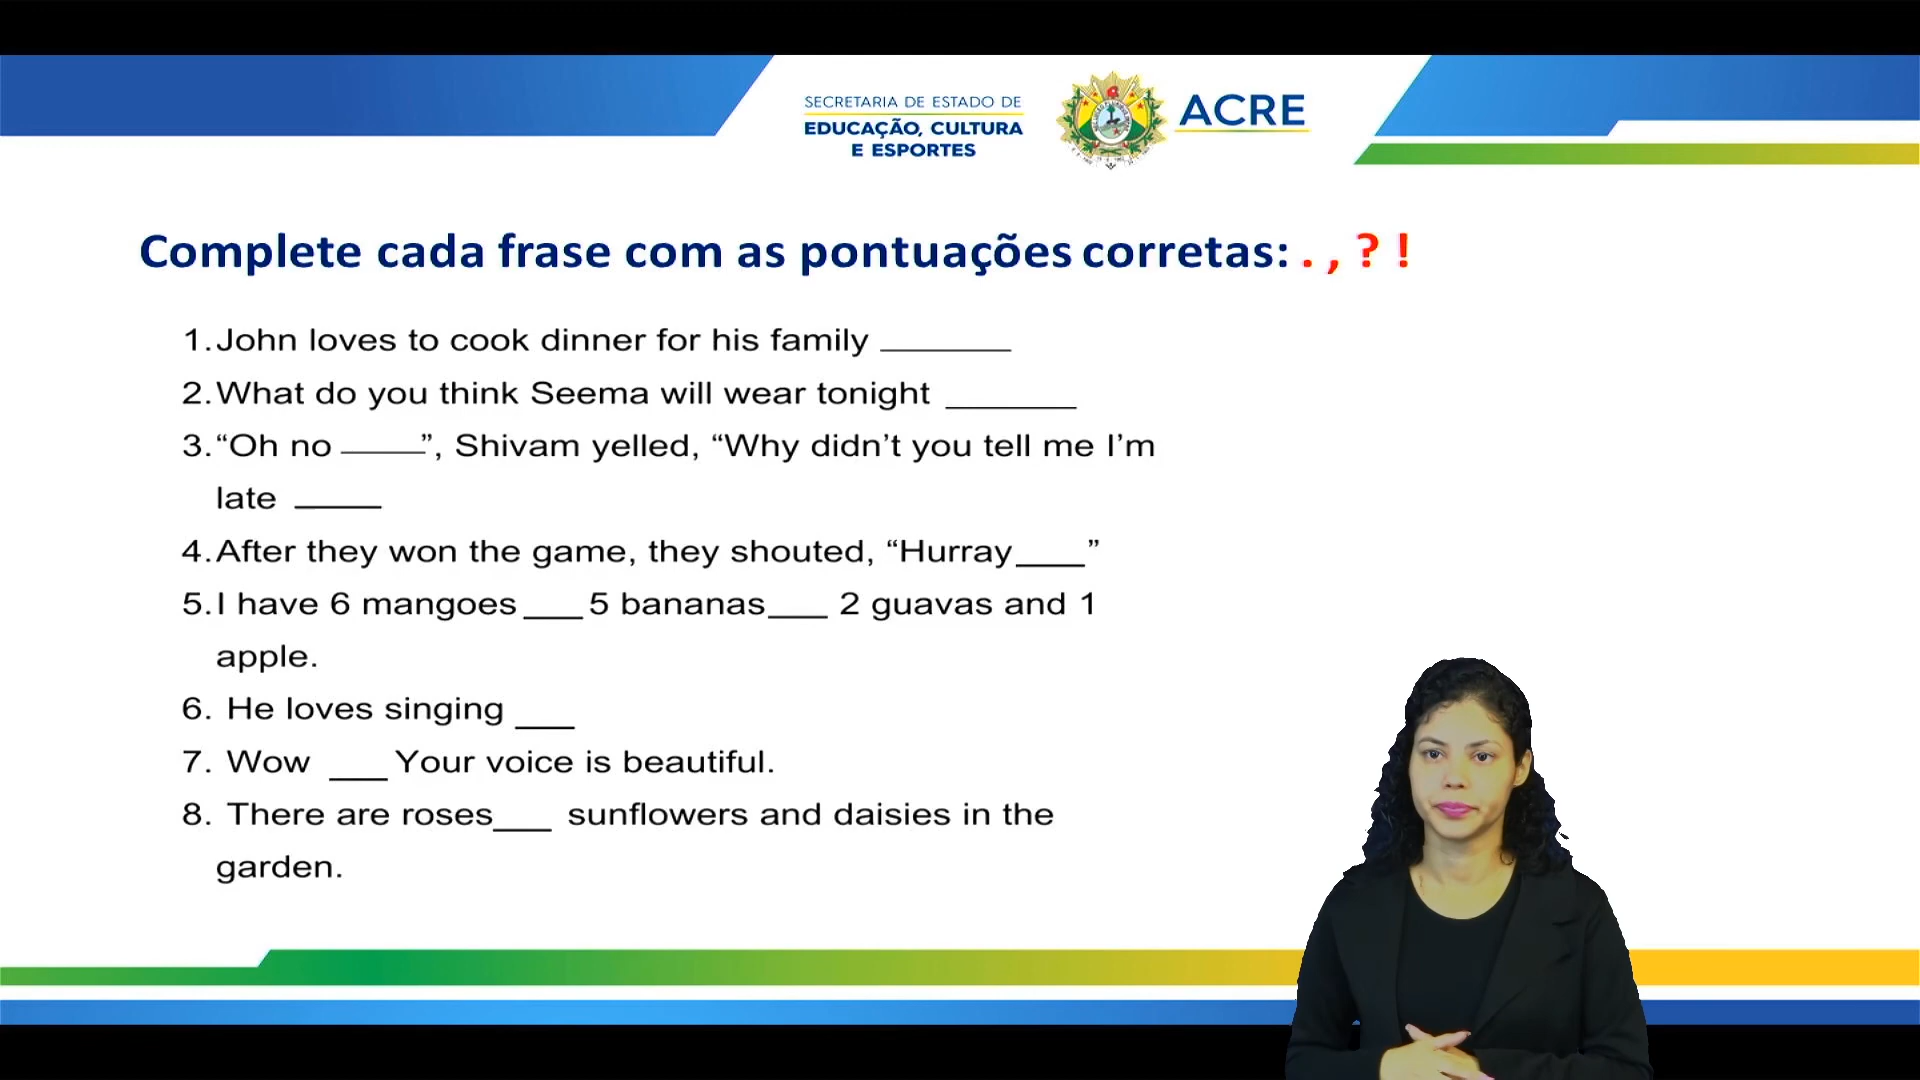 SECRETARIA DE ESTADO DE
EDUCAÇÃO, CULTURA
E ESPORTES
ACRE
Complete cada frase com as pontuações corretas: . , ? !
1. John loves to cook dinner for his family ________
2. What do you think Seema will wear tonight ________
3. “Oh no _____”, Shivam yelled, “Why didn’t you tell me I’m
late _____
4. After they won the game, they shouted, “Hurray____”
5. I have 6 mangoes ___ 5 bananas___ 2 guavas and 1
apple.
6. He loves singing ___
7. Wow ___ Your voice is beautiful.
8. There are roses___ sunflowers and daisies in the
garden.